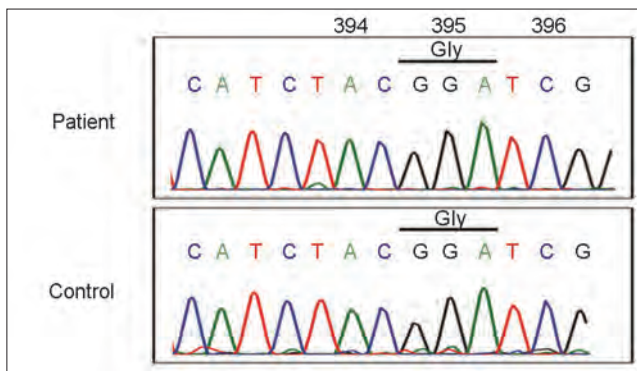 394 395 396
Gly
C A T C T A C G G A T C G
Patient
Gly
C A T C T A C G G A T C G
Control